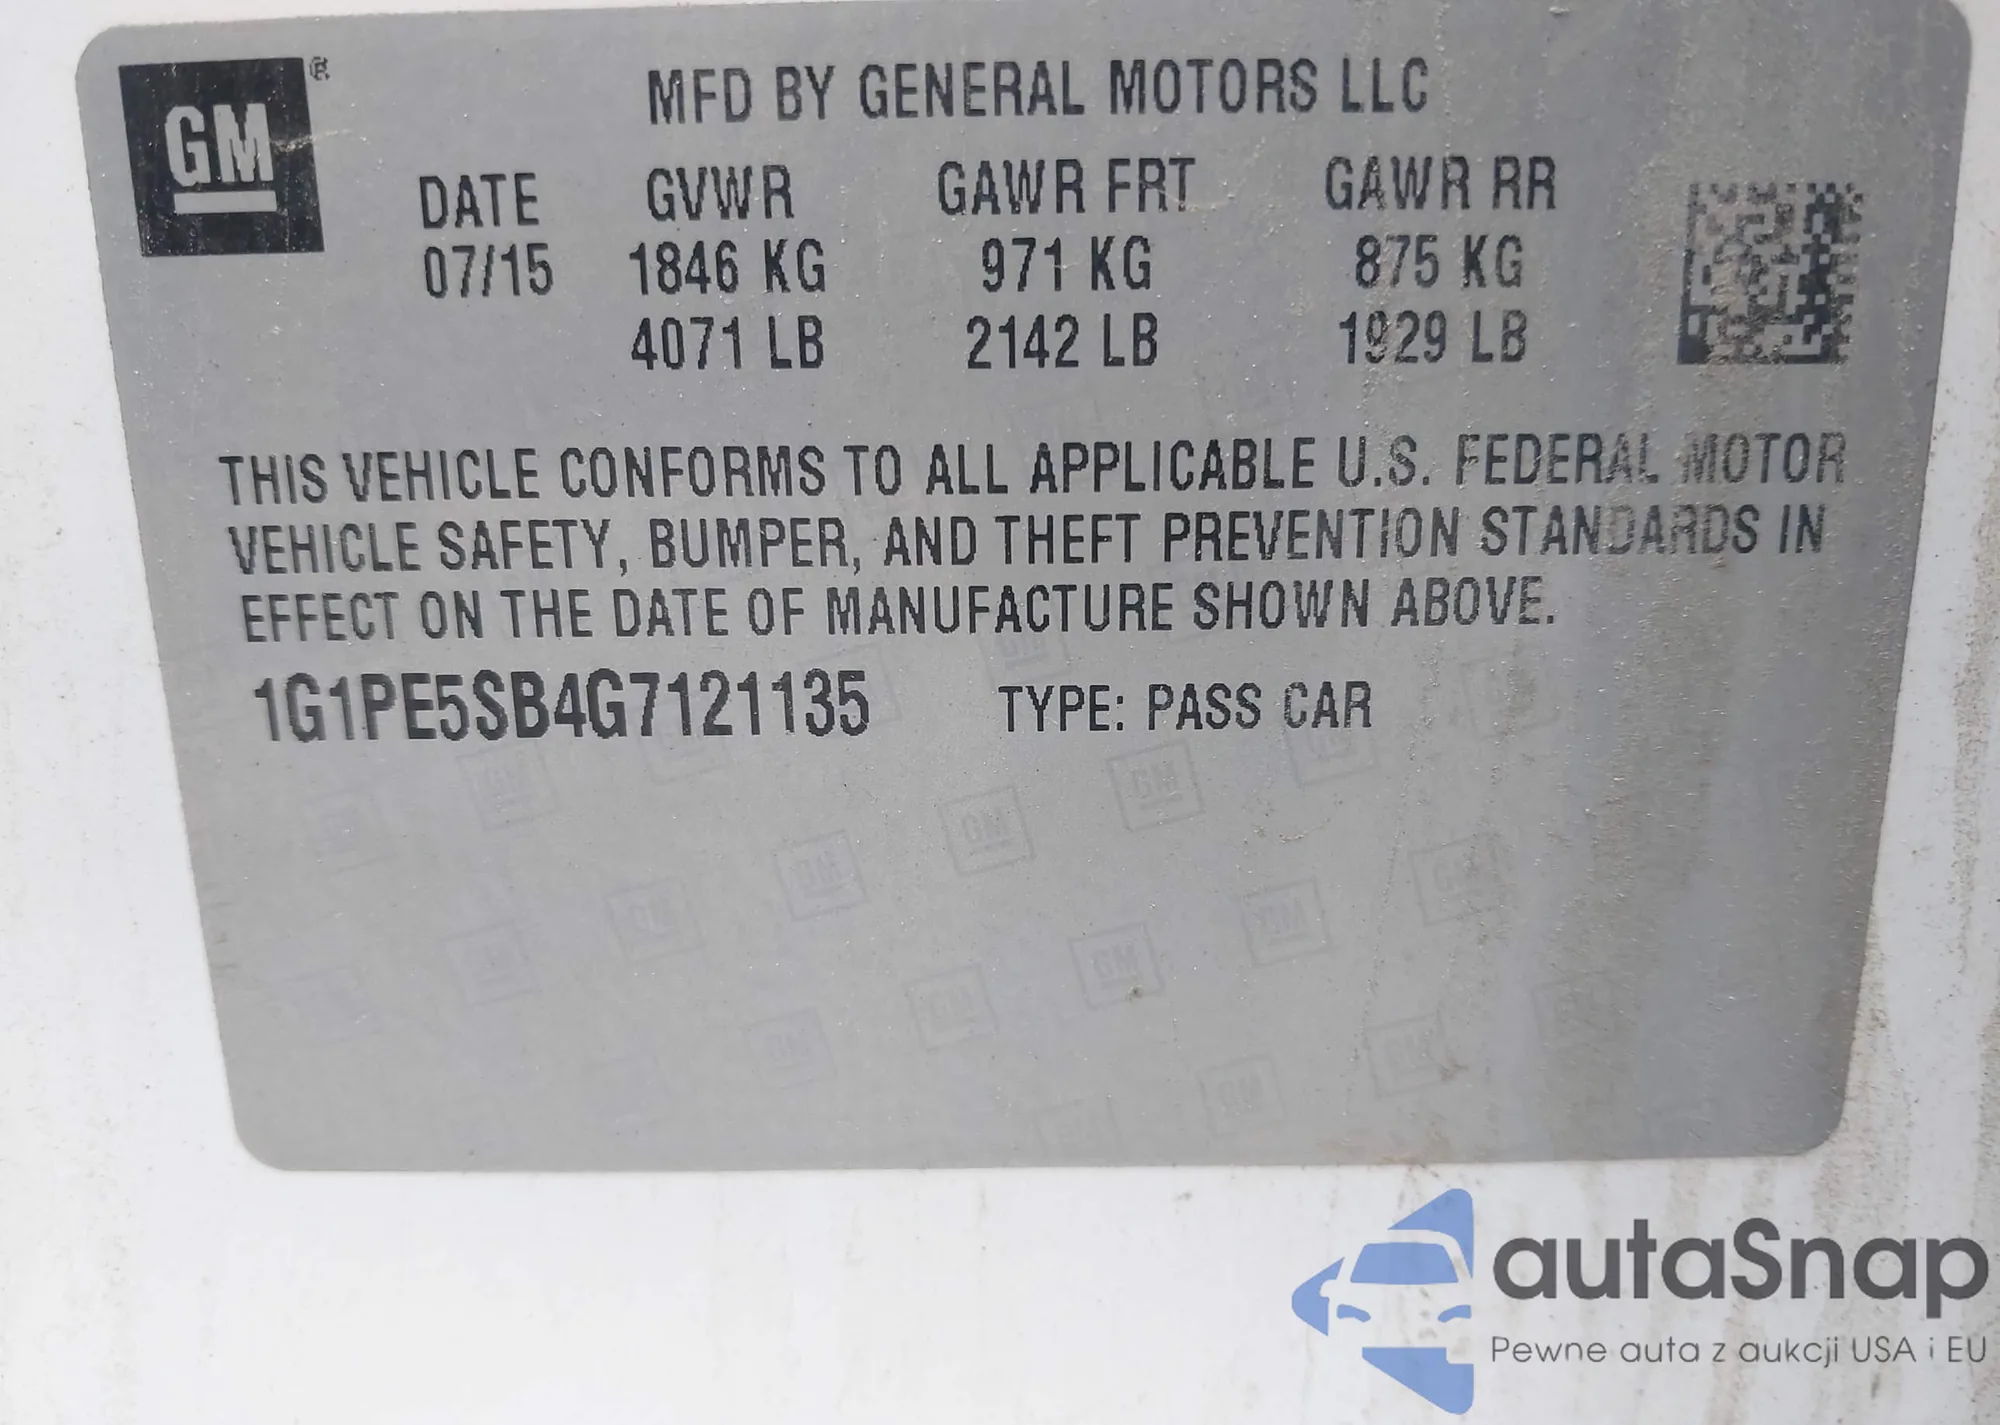 GM®
MFD BY GENERAL MOTORS LLC
DATE GVWR GAWR FRT GAWR RR
07/15 1846 KG 971 KG 875 KG
4071 LB 2142 LB 1929 LB
THIS VEHICLE CONFORMS TO ALL APPLICABLE U.S. FEDERAL MOTOR
VEHICLE SAFETY, BUMPER, AND THEFT PREVENTION STANDARDS IN
EFFECT ON THE DATE OF MANUFACTURE SHOWN ABOVE.
1G1PE5SB4G7121135 TYPE: PASS CAR
autaSnap
Pewne auta z aukcji USA i EU